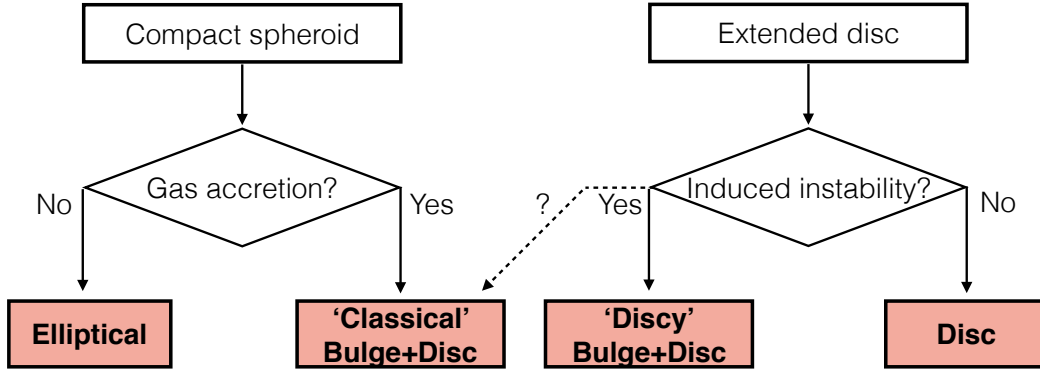 Compact spheroid
Extended disc
Gas accretion?
Induced instability?
No
Yes
?
Yes
No
Elliptical
‘Classical’
Bulge+Disc
‘Discy’
Bulge+Disc
Disc